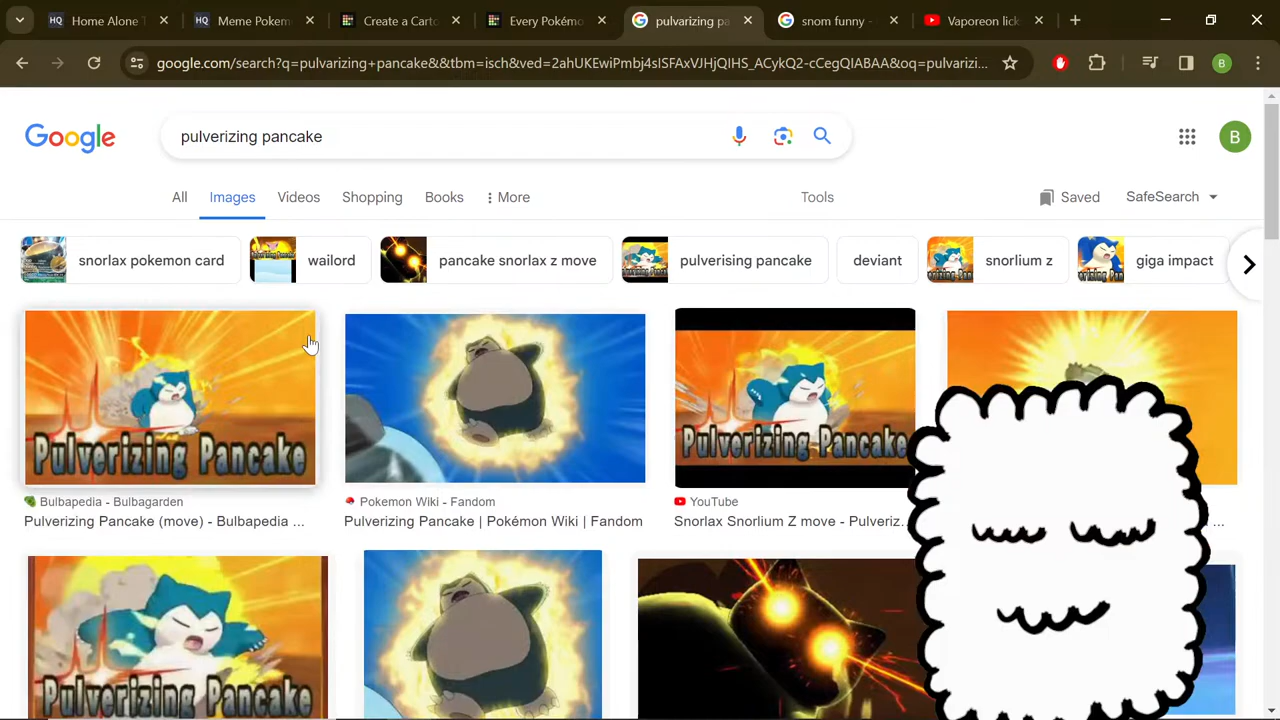 Home Alone T
Meme Pokem
Create a Carto
Every Pokémo
pulvarizing pa
snom funny -
Vaporeon lick
google.com/search?q=pulvarizing+pancake&&tbm=isch&ved=2ahUKEwiPmbj4sISFAxVJHjQIHS_ACykQ2-cCegQIABAA&oq=pulvarizi...
B
Google
pulverizing pancake
B
All
Images
Videos
Shopping
Books
More
Tools
Saved
SafeSearch
snorlax pokemon card
wailord
pancake snorlax z move
pulverising pancake
deviant
snorlium z
giga impact
Pulverizing Pancake
Pulverizing Pancake
Bulbapedia - Bulbagarden
Pokemon Wiki - Fandom
YouTube
Pulverizing Pancake (move) - Bulbapedia ...
Pulverizing Pancake | Pokémon Wiki | Fandom
Snorlax Snorlium Z move - Pulveriz...
Pulverizing Pancake